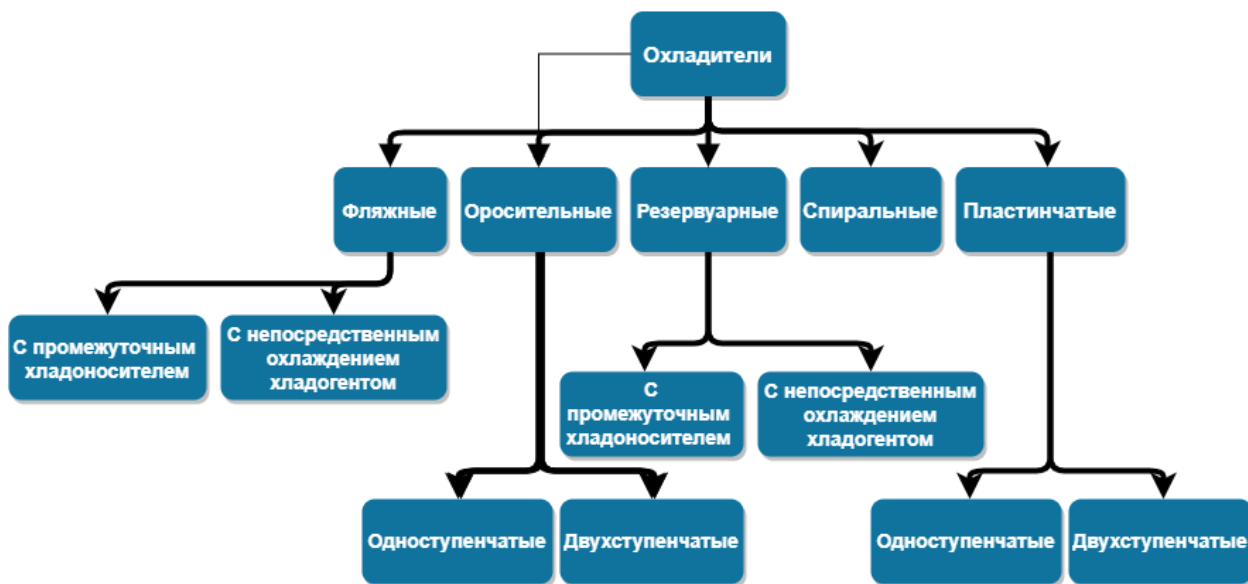 Охладители
Фляжные
Оросительные
Резервуарные
Спиральные
Пластинчатые
С промежуточным
хладоносителем
С непосредственным
охлаждением
хладогентом
С
промежуточным
хладоносителем
С непосредственным
охлаждением
хладогентом
Одноступенчатые
Двухступенчатые
Одноступенчатые
Двухступенчатые